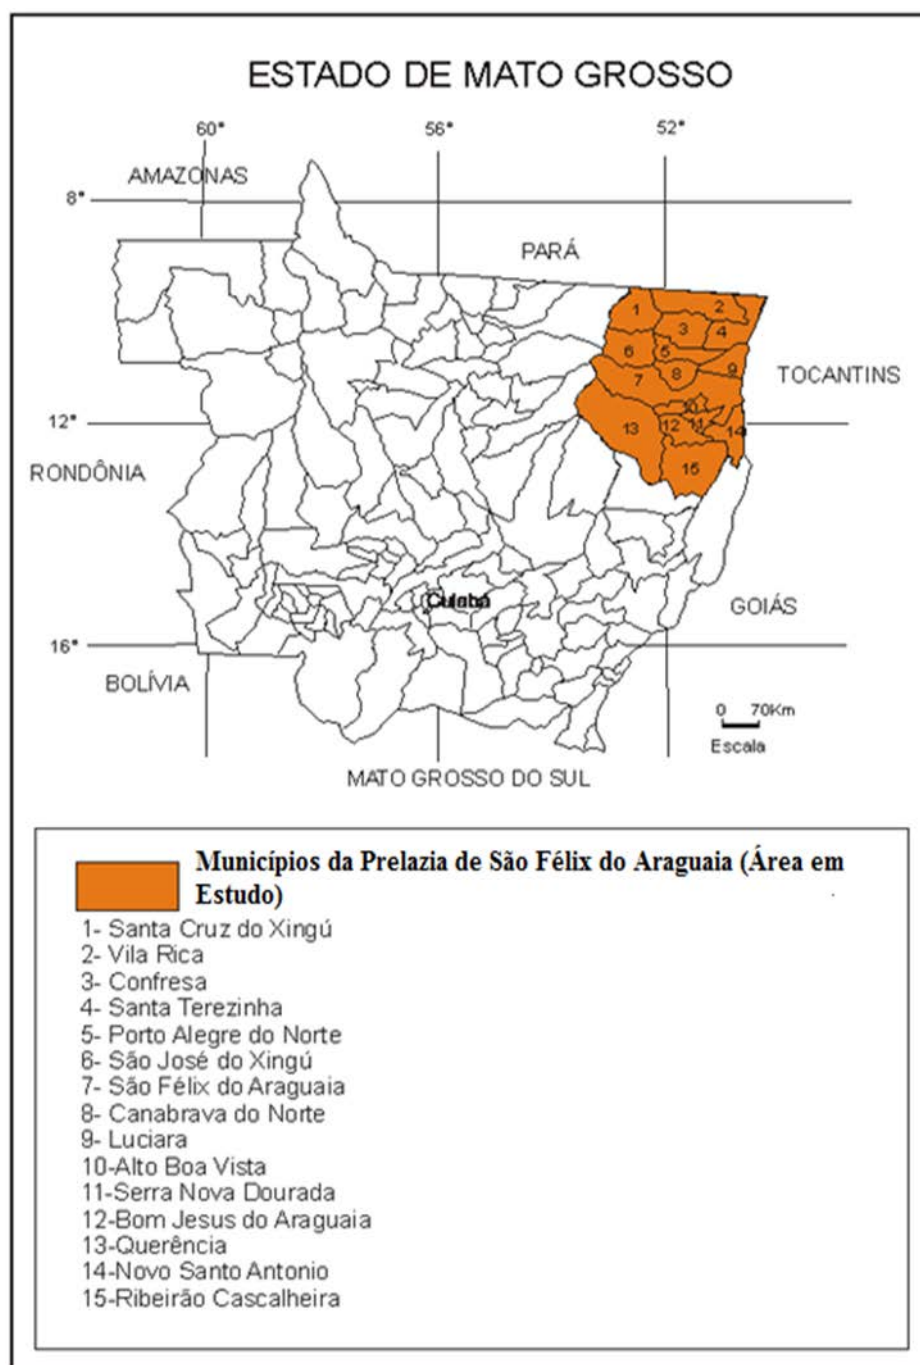 ESTADO DE MATO GROSSO
60°
56°
52°
AMAZONAS
8°
PARÁ
1
2
3
4
5
6
7
8
9
TOCANTINS
10
11
12°
12
13
14
15
RONDÔNIA
Cuiabá
GOIÁS
16°
BOLÍVIA
0 70Km
Escala
MATO GROSSO DO SUL
Municípios da Prelazia de São Félix do Araguaia (Área em
Estudo)
1- Santa Cruz do Xingú
2- Vila Rica
3- Confresa
4- Santa Terezinha
5- Porto Alegre do Norte
6- São José do Xingú
7- São Félix do Araguaia
8- Canabrava do Norte
9- Luciara
10-Alto Boa Vista
11-Serra Nova Dourada
12-Bom Jesus do Araguaia
13-Querência
14-Novo Santo Antonio
15-Ribeirão Cascalheira